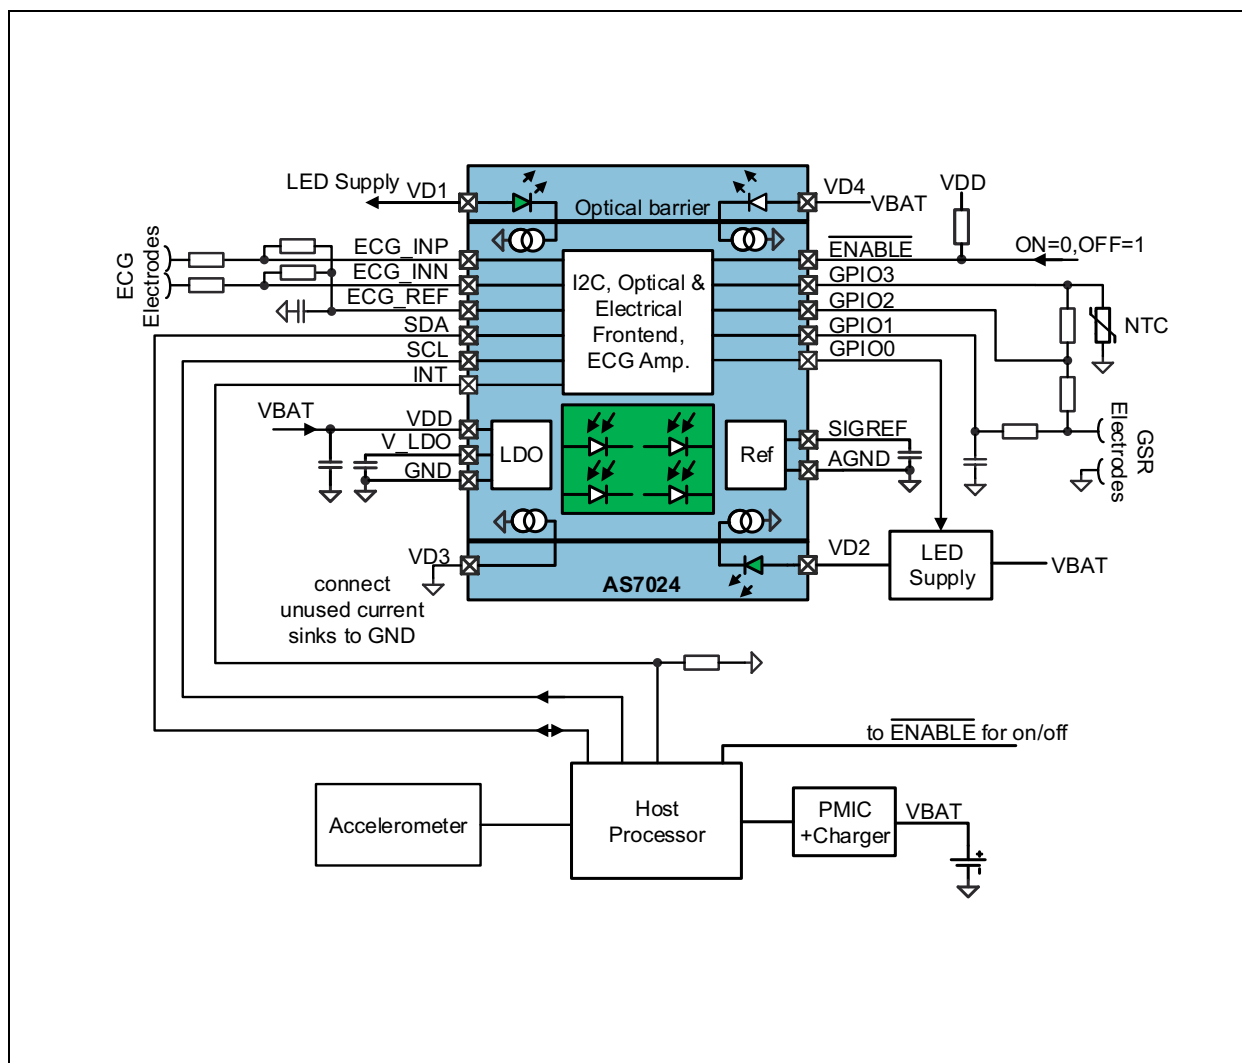 LED Supply
VD1
VD4
VBAT
VDD
Optical barrier
ECG
Electrodes
ECG_INP
ECG_INN
ECG_REF
SDA
SCL
INT
I2C, Optical &
Electrical
Frontend,
ECG Amp.
ENABLE
ON=0,OFF=1
GPIO3
GPIO2
GPIO1
GPIO0
NTC
VBAT
VDD
V_LDO
GND
LDO
Ref
SIGREF
AGND
GSR
Electrodes
VD3
connect
unused current
sinks to GND
AS7024
VD2
LED
Supply
VBAT
to ENABLE for on/off
Accelerometer
Host
Processor
PMIC
+Charger
VBAT
+
-